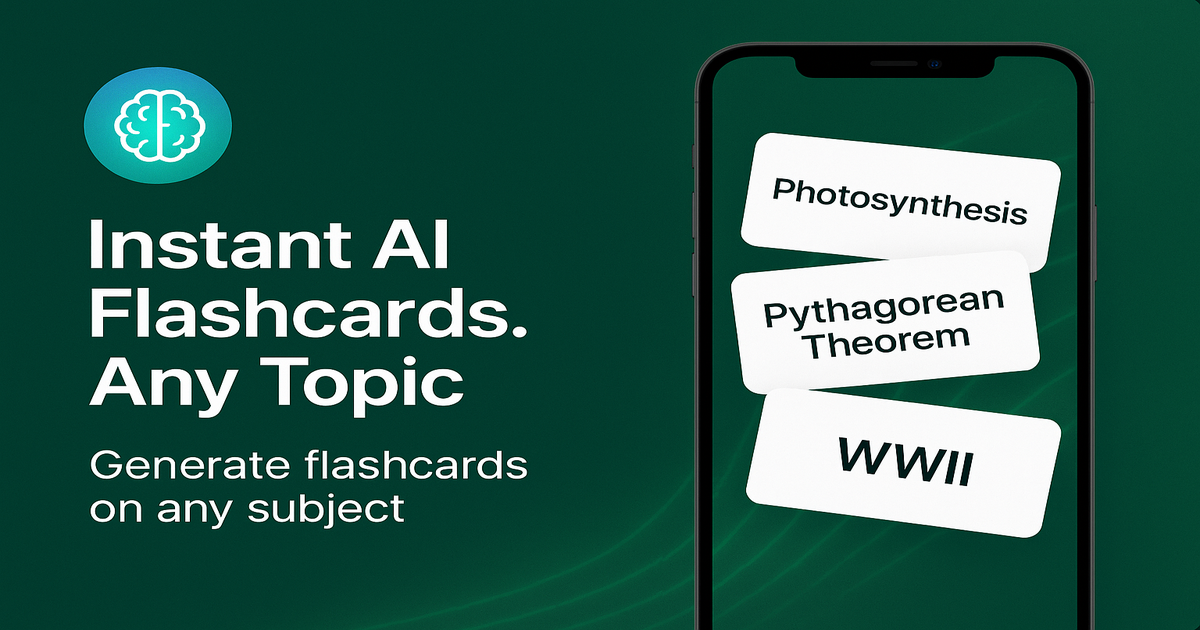 Instant AI
Flashcards.
Any Topic
Generate flashcards
on any subject
Photosynthesis
Pythagorean
Theorem
WWII